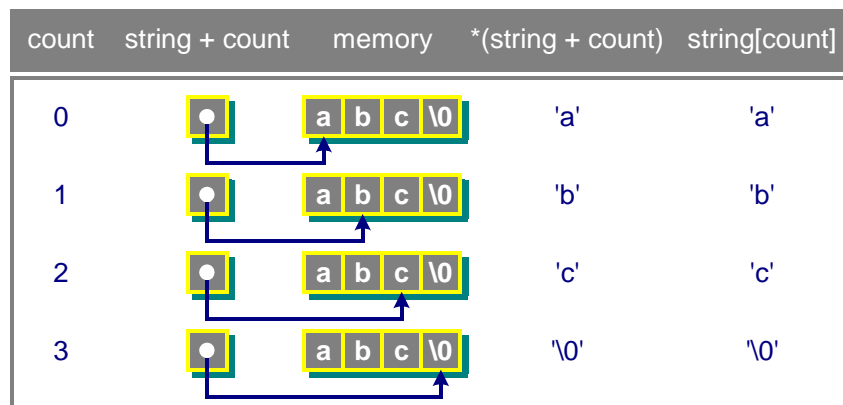 count string + count memory *(string + count) string[count]
0 a b c \0 'a' 'a'
1 a b c \0 'b' 'b'
2 a b c \0 'c' 'c'
3 a b c \0 '\0' '\0'